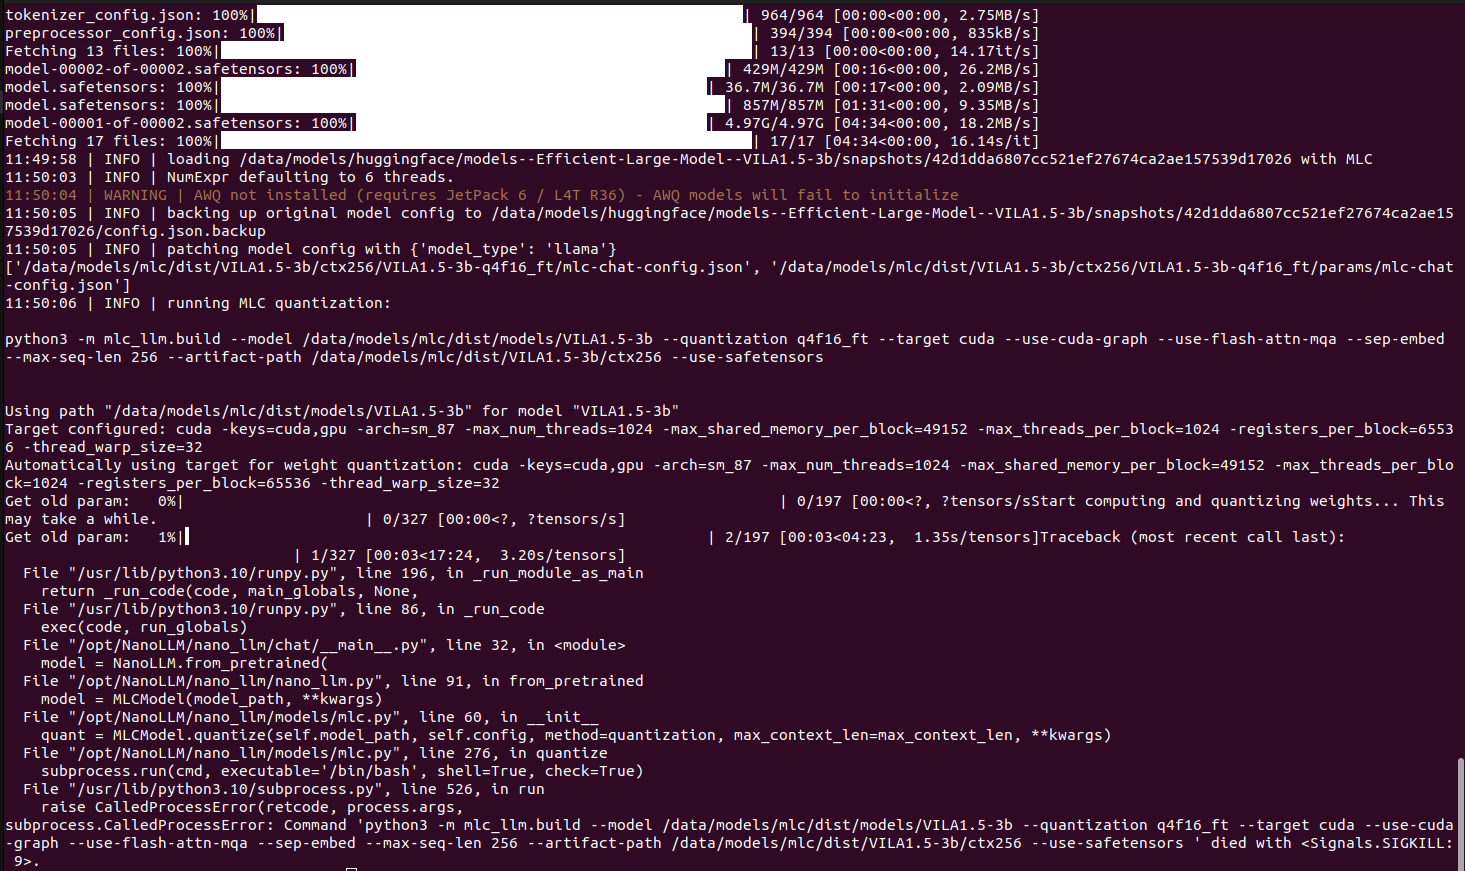 tokenizer_config.json: 100%| | 964/964 [00:00<00:00, 2.75MB/s]
preprocessor_config.json: 100%| | 394/394 [00:00<00:00, 835kB/s]
Fetching 13 files: 100%| | 13/13 [00:00<00:00, 14.17it/s]
model-00002-of-00002.safetensors: 100%| | 429M/429M [00:16<00:00, 26.2MB/s]
model.safetensors: 100%| | 36.7M/36.7M [00:17<00:00, 2.09MB/s]
model.safetensors: 100%| | 857M/857M [01:31<00:00, 9.35MB/s]
model-00001-of-00002.safetensors: 100%| | 4.97G/4.97G [04:34<00:00, 18.2MB/s]
Fetching 17 files: 100%| | 17/17 [04:34<00:00, 16.14s/it]
11:49:58 | INFO | loading /data/models/huggingface/models--Efficient-Large-Model--VILA1.5-3b/snapshots/42d1dda6807cc521ef27674ca2ae157539d17026 with MLC
11:50:03 | INFO | NumExpr defaulting to 6 threads.
11:50:04 | WARNING | AWQ not installed (requires JetPack 6 / L4T R36) - AWQ models will fail to initialize
11:50:05 | INFO | backing up original model config to /data/models/huggingface/models--Efficient-Large-Model--VILA1.5-3b/snapshots/42d1dda6807cc521ef27674ca2ae15
7539d17026/config.json.backup
11:50:05 | INFO | patching model config with {'model_type': 'llama'}
['/data/models/mlc/dist/VILA1.5-3b/ctx256/VILA1.5-3b-q4f16_ft/mlc-chat-config.json', '/data/models/mlc/dist/VILA1.5-3b/ctx256/VILA1.5-3b-q4f16_ft/params/mlc-chat
-config.json']
11:50:06 | INFO | running MLC quantization:
python3 -m mlc_llm.build --model /data/models/mlc/dist/models/VILA1.5-3b --quantization q4f16_ft --target cuda --use-cuda-graph --use-flash-attn-mqa --sep-embed
--max-seq-len 256 --artifact-path /data/models/mlc/dist/VILA1.5-3b/ctx256 --use-safetensors
Using path "/data/models/mlc/dist/models/VILA1.5-3b" for model "VILA1.5-3b"
Target configured: cuda -keys=cuda,gpu -arch=sm_87 -max_num_threads=1024 -max_shared_memory_per_block=49152 -max_threads_per_block=1024 -registers_per_block=6553
6 -thread_warp_size=32
Automatically using target for weight quantization: cuda -keys=cuda,gpu -arch=sm_87 -max_num_threads=1024 -max_shared_memory_per_block=49152 -max_threads_per_blo
ck=1024 -registers_per_block=65536 -thread_warp_size=32
Get old param:   0%| | 0/197 [00:00<?, ?tensors/sStart computing and quantizing weights... This
may take a while. | 0/327 [00:00<?, ?tensors/s]
Get old param:   1%| | 2/197 [00:03<04:23,  1.35s/tensors]Traceback (most recent call last):
| 1/327 [00:03<17:24,  3.20s/tensors]
  File "/usr/lib/python3.10/runpy.py", line 196, in _run_module_as_main
    return _run_code(code, main_globals, None,
  File "/usr/lib/python3.10/runpy.py", line 86, in _run_code
    exec(code, run_globals)
  File "/opt/NanoLLM/nano_llm/chat/__main__.py", line 32, in <module>
    model = NanoLLM.from_pretrained(
  File "/opt/NanoLLM/nano_llm/nano_llm.py", line 91, in from_pretrained
    model = MLCModel(model_path, **kwargs)
  File "/opt/NanoLLM/nano_llm/models/mlc.py", line 60, in __init__
    quant = MLCModel.quantize(self.model_path, self.config, method=quantization, max_context_len=max_context_len, **kwargs)
  File "/opt/NanoLLM/nano_llm/models/mlc.py", line 276, in quantize
    subprocess.run(cmd, executable='/bin/bash', shell=True, check=True)
  File "/usr/lib/python3.10/subprocess.py", line 526, in run
    raise CalledProcessError(retcode, process.args,
subprocess.CalledProcessError: Command 'python3 -m mlc_llm.build --model /data/models/mlc/dist/models/VILA1.5-3b --quantization q4f16_ft --target cuda --use-cuda
-graph --use-flash-attn-mqa --sep-embed --max-seq-len 256 --artifact-path /data/models/mlc/dist/VILA1.5-3b/ctx256 --use-safetensors ' died with <Signals.SIGKILL:
 9>.